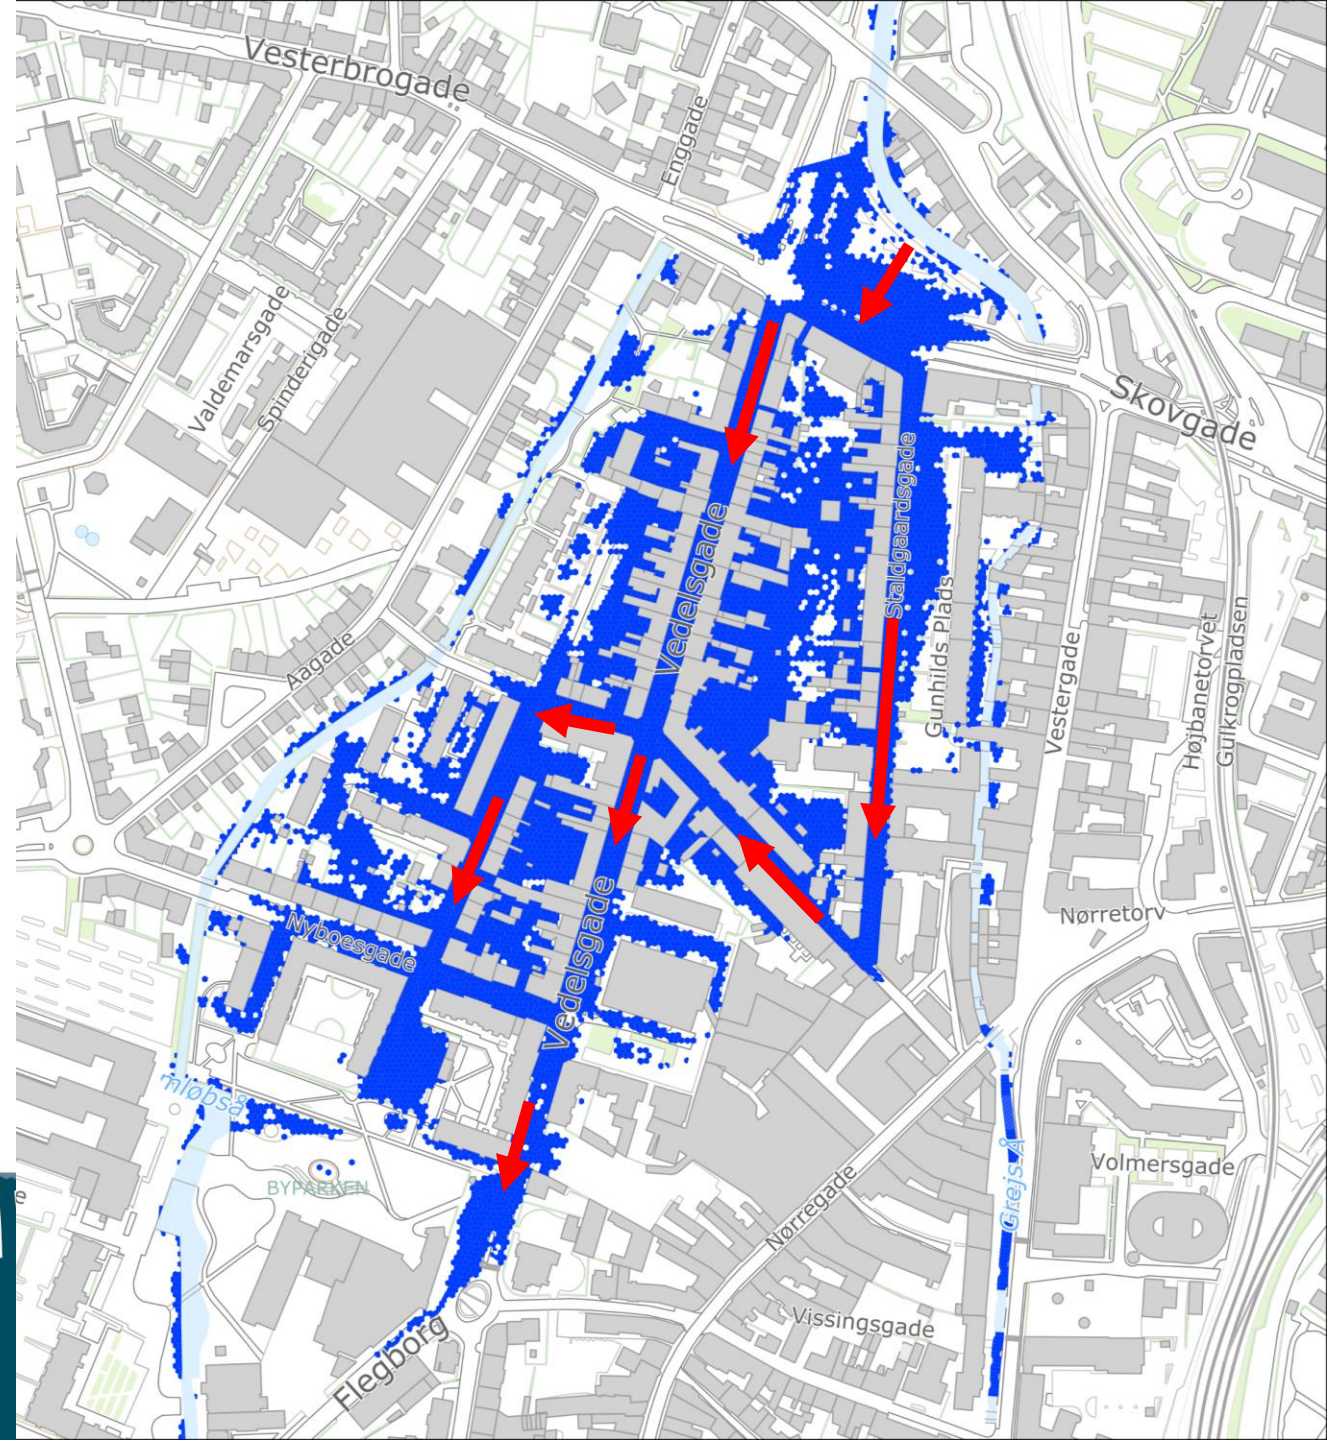 Vesterbrogade
Enggade
Valdemarsgade
Spinderigade
Skovgade
Staldgaardsgade
Vedelsgade
Gunhilds Plads
Aagade
Vestergade
Højbanetorvet
Gulkrogpladsen
Nørretorv
Nyboesgade
Vedelsgade
mløbså
Grejs Å
Volmersgade
BYPARKEN
Nørregade
Vissingsgade
Flegborg